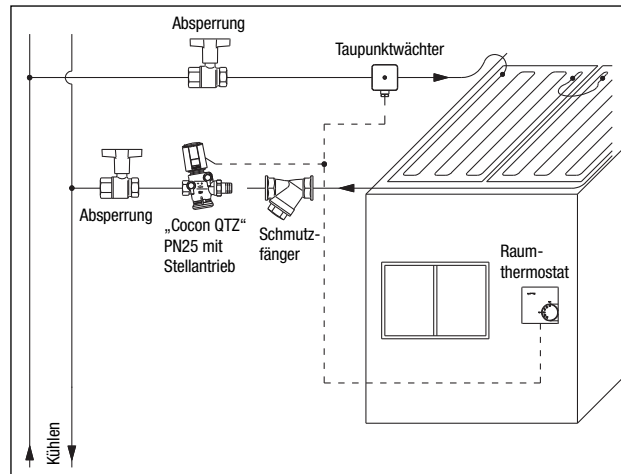 Absperrung
Taupunktwächter
Absperrung
„Cocon QTZ“
PN25 mit
Stellantrieb
Schmutz-
fänger
Raum-
thermostat
Kühlen